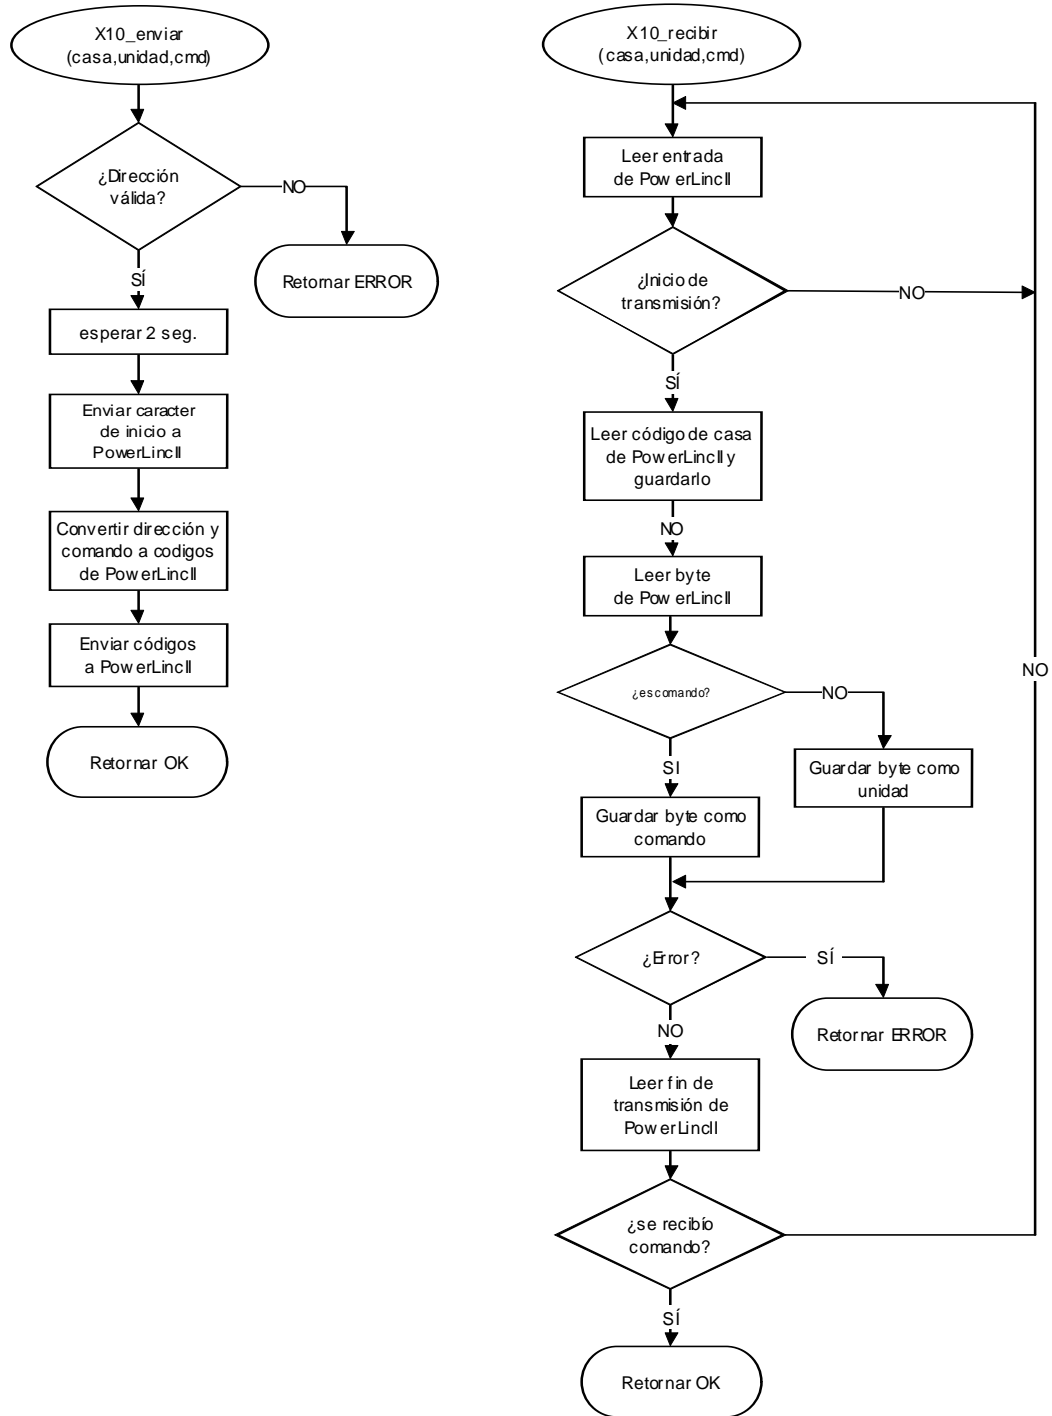 X10_enviar
(casa,unidad,cmd)
¿Dirección
válida?
NO
Retornar ERROR
SÍ
esperar 2 seg.
Enviar caracter
de inicio a
PowerLincII
Convertir dirección y
comando a codigos
de PowerLincII
Enviar códigos
a PowerLincII
Retornar OK
X10_recibir
(casa,unidad,cmd)
Leer entrada
de PowerLincII
¿Inicio de
transmisión?
NO
SÍ
Leer código de casa
de PowerLincII y
guardarlo
NO
Leer byte
de PowerLincII
¿es comando?
NO
Guardar byte como
unidad
SI
Guardar byte como
comando
¿Error?
SÍ
Retornar ERROR
NO
Leer fin de
transmisión de
PowerLincII
¿se recibío
comando?
NO
SÍ
Retornar OK